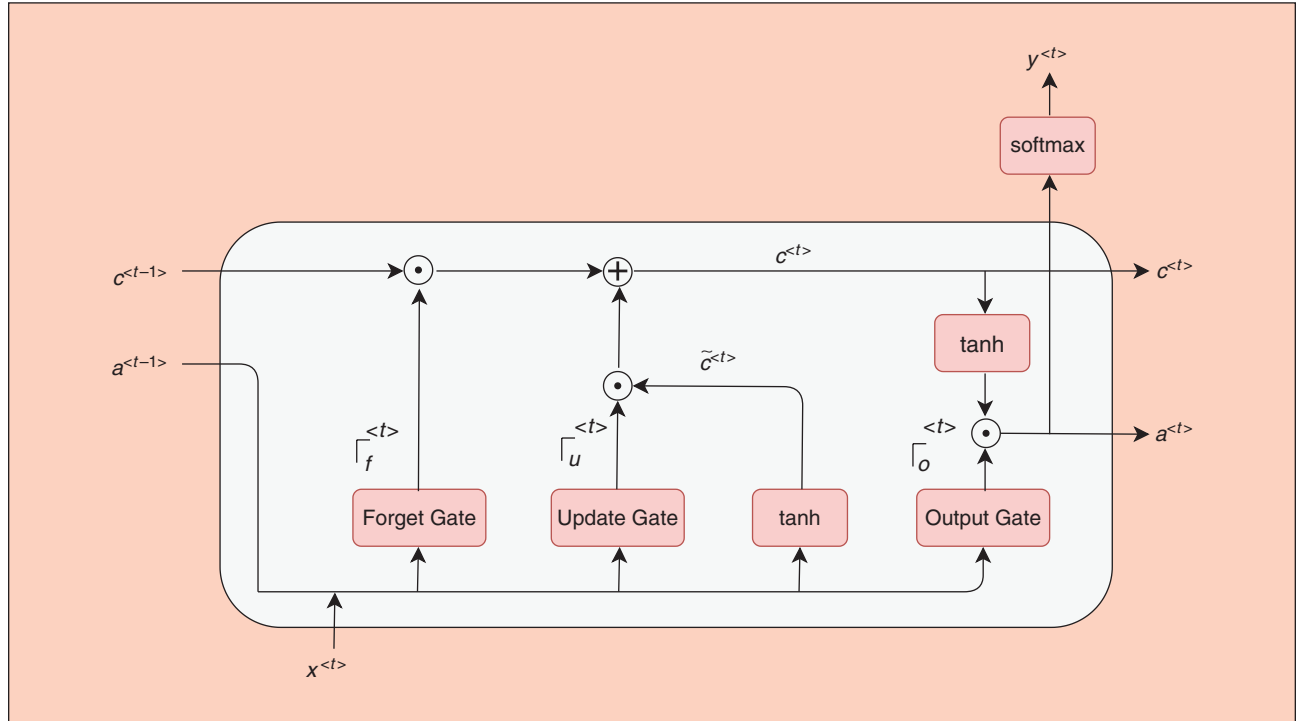 y<t>
softmax
c<t–1>
c<t>
c<t>
tanh
a<t–1>
c̃<t>
Γf<t>
Γu<t>
Γo<t>
a<t>
Forget Gate
Update Gate
tanh
Output Gate
x<t>